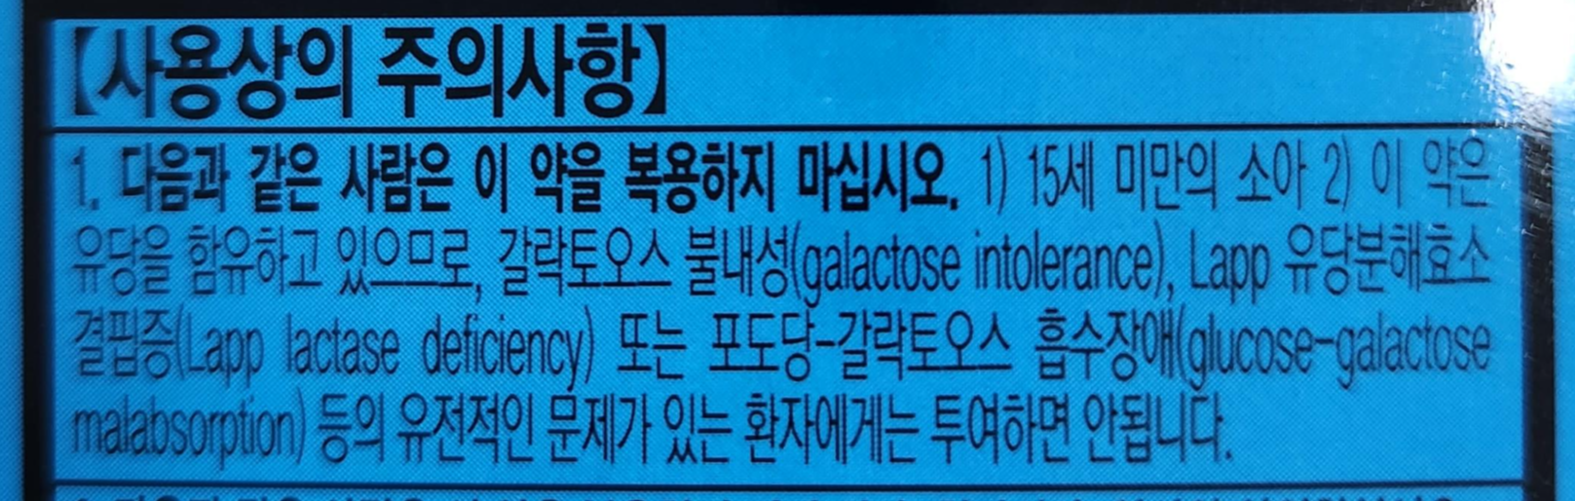 【사용상의 주의사항】
1. 다음과 같은 사람은 이 약을 복용하지 마십시오. 1) 15세 미만의 소아 2) 이 약은
유당을 함유하고 있으므로, 갈락토오스 불내성(galactose intolerance), Lapp 유당분해효소
결핍증(Lapp lactase deficiency) 또는 포도당-갈락토오스 흡수장애(glucose-galactose
malabsorption) 등의 유전적인 문제가 있는 환자에게는 투여하면 안됩니다.